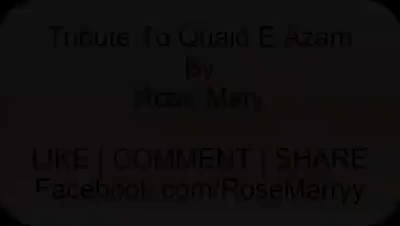 Tribute To Quaid E Azam
By
Rose Marry
LIKE | COMMENT | SHARE
Facebook.com/RoseMarryy